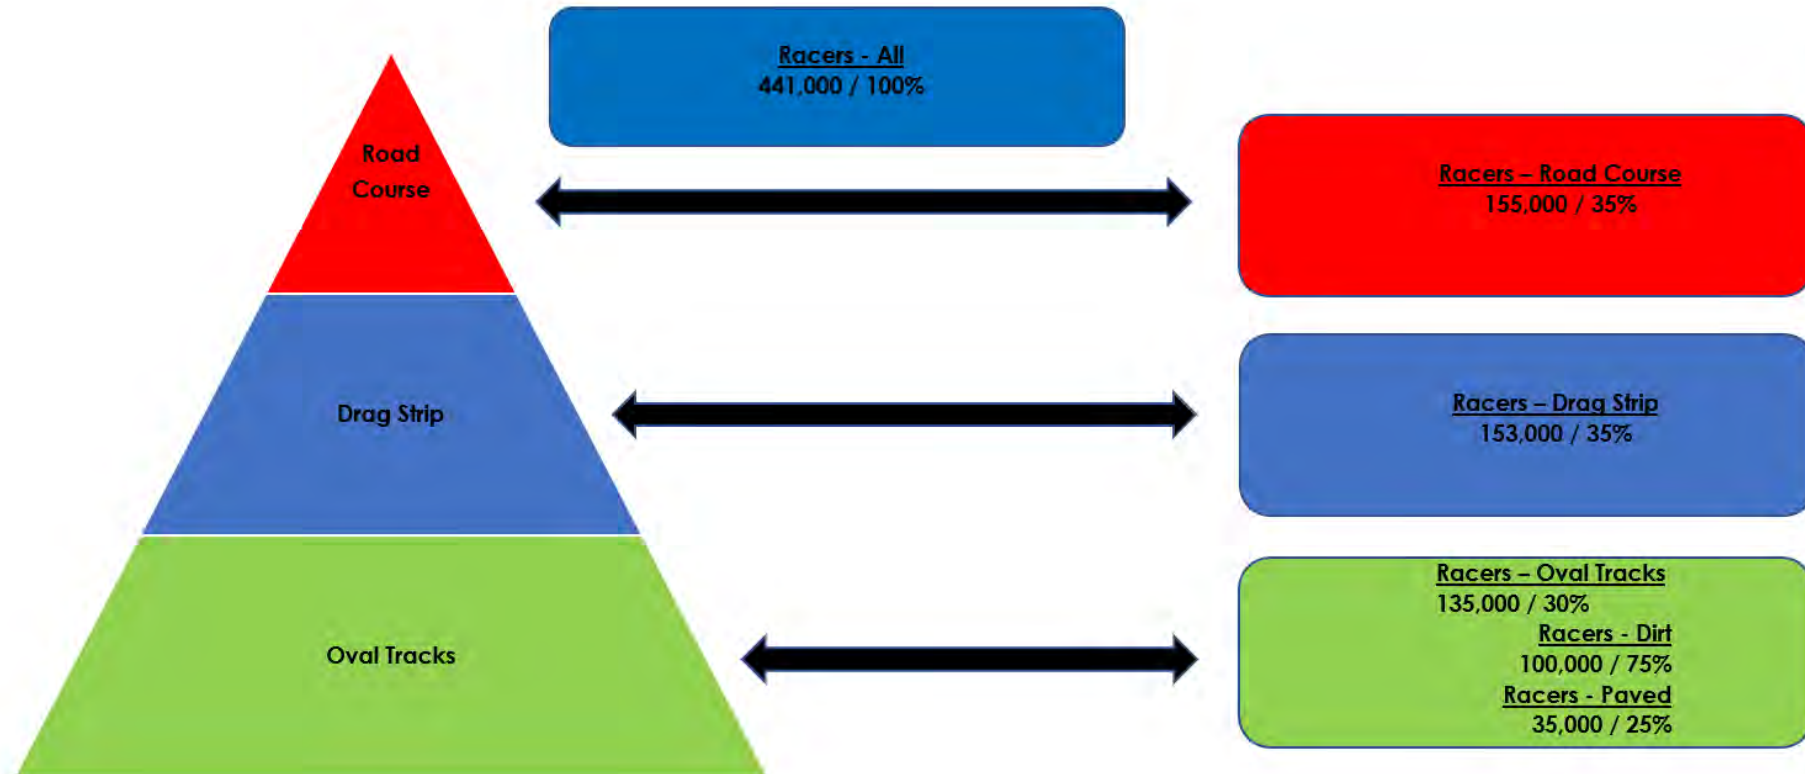 Racers - All
441,000 / 100%
Road
Course
Racers – Road Course
155,000 / 35%
Drag Strip
Racers – Drag Strip
153,000 / 35%
Oval Tracks
Racers – Oval Tracks
135,000 / 30%
Racers - Dirt
100,000 / 75%
Racers - Paved
35,000 / 25%